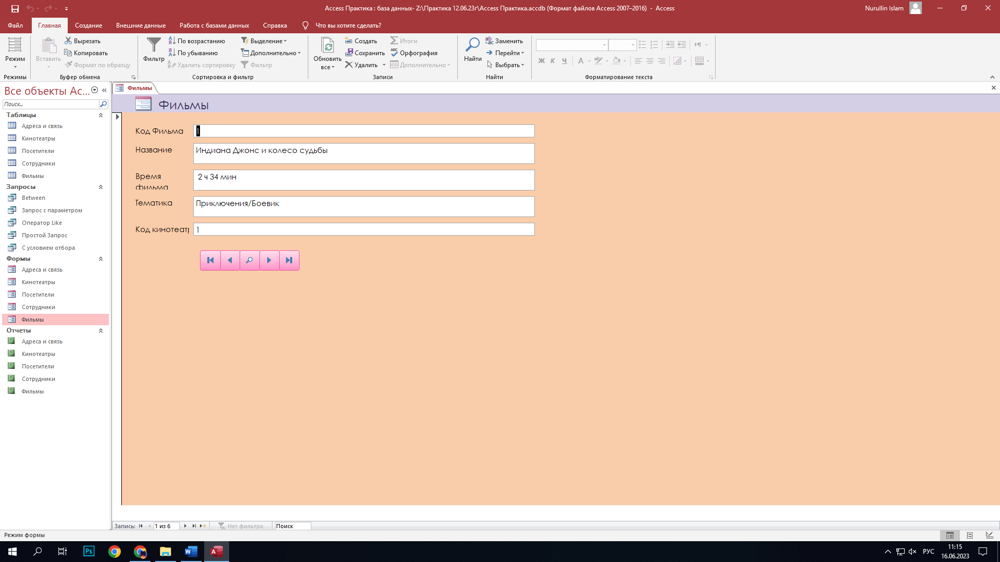 Access Практика : база данных- Z:\Практика 12.06.23г\Access Практика.accdb (Формат файлов Access 2007–2016) - Access
Nurullin Islam
Файл Главная Создание Внешние данные Работа с базами данных Справка Что вы хотите сделать?
Режим
Режимы
Вставить
Вырезать
Копировать
Формат по образцу
Буфер обмена
Фильтр
По возрастанию
По убыванию
Удалить сортировку
Выделение
Дополнительно
Фильтр
Сортировка и фильтр
Обновить
все
Создать
Сохранить
Удалить
Итоги
Орфография
Дополнительно
Записи
Найти
Заменить
Перейти
Выбрать
Найти
Ж К Ч А
Форматирование текста
Все объекты Ac...
Поиск...
Таблицы
Адреса и связь
Кинотеатры
Посетители
Сотрудники
Фильмы
Запросы
Between
Запрос с параметром
Оператор Like
Простой Запрос
С условием отбора
Формы
Адреса и связь
Кинотеатры
Посетители
Сотрудники
Фильмы
Отчеты
Адреса и связь
Кинотеатры
Посетители
Сотрудники
Фильмы
Фильмы
Фильмы
Код Фильма 1
Название Индиана Джонс и колесо судьбы
Время
фильма
2 ч 34 мин
Тематика Приключения/Боевик
Код кинотеатр 1
Запись: 1 из 6 Нет фильтра Поиск
Режим формы
Ps
РУС
11:15
16.06.2023